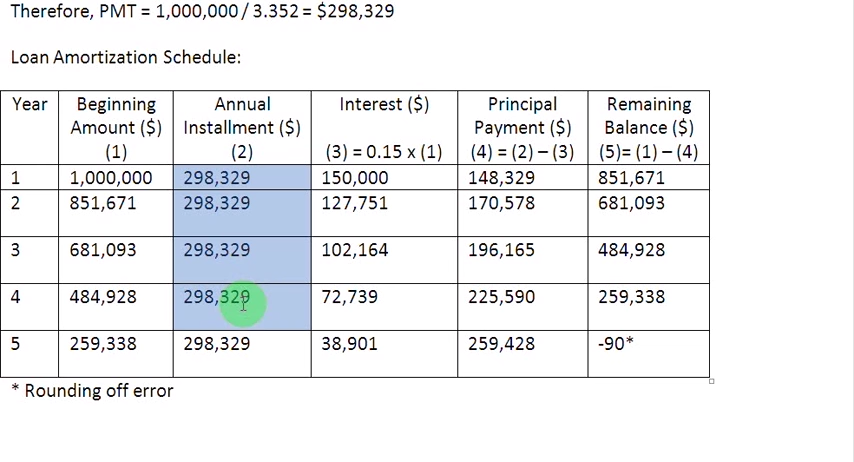 Therefore, PMT = 1,000,000 / 3.352 = $298,329
Loan Amortization Schedule:
Year Beginning Amount ($) (1) Annual Installment ($) (2) Interest ($) (3) = 0.15 x (1) Principal Payment ($) (4) = (2) – (3) Remaining Balance ($) (5)= (1) – (4)
1 1,000,000 298,329 150,000 148,329 851,671
2 851,671 298,329 127,751 170,578 681,093
3 681,093 298,329 102,164 196,165 484,928
4 484,928 298,329 72,739 225,590 259,338
5 259,338 298,329 38,901 259,428 -90*
* Rounding off error